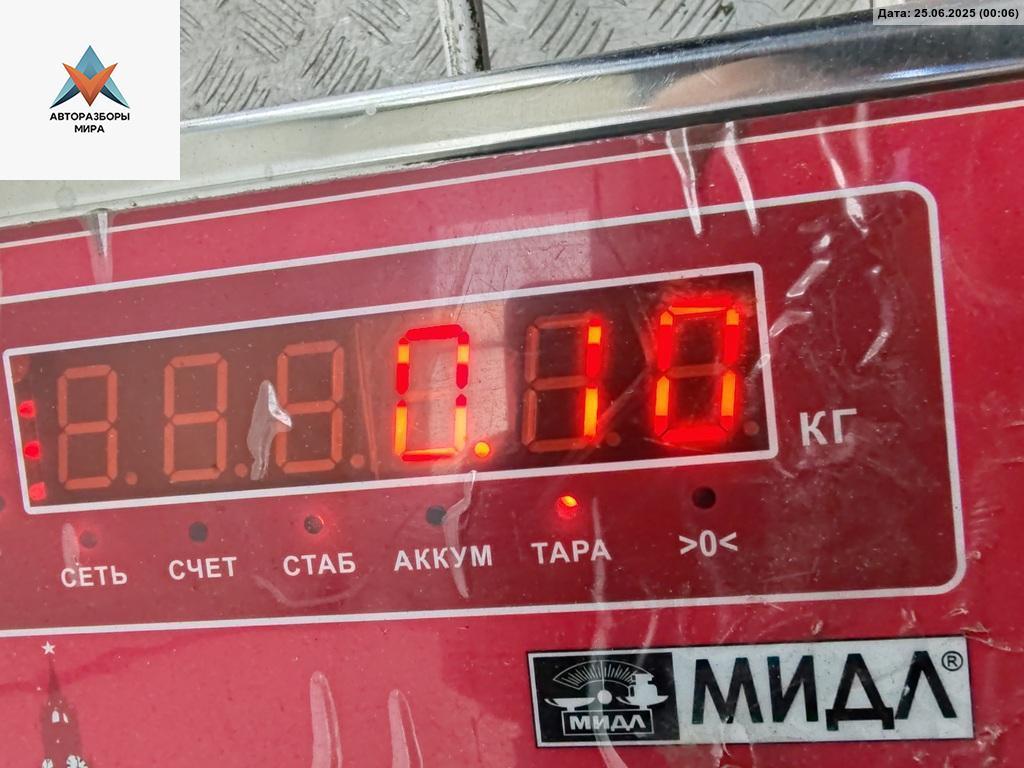 Дата: 25.06.2025 (00:06)
АВТОРАЗБОРЫ
МИРА
0.10
КГ
СЕТЬ СЧЕТ СТАБ АККУМ ТАРА >0<
МИДЛ МИДЛ®